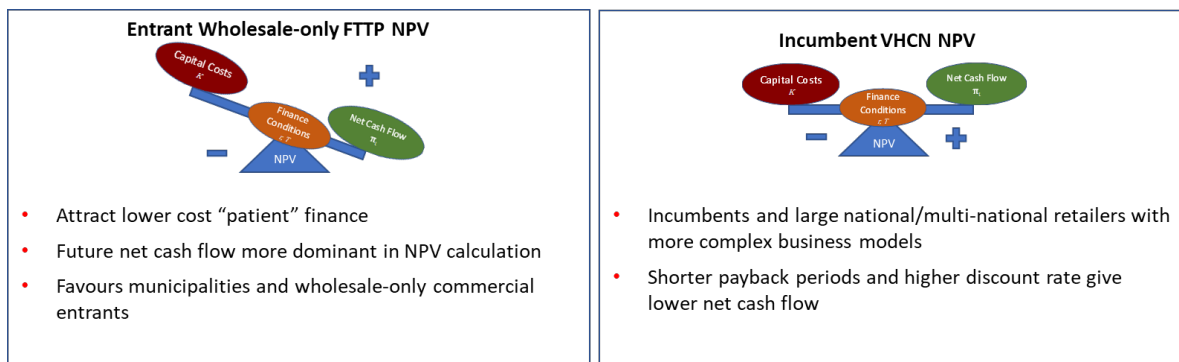 Entrant Wholesale-only FTTP NPV
Capital Costs
K
Finance
Conditions
r, T
Net Cash Flow
πᵢ
NPV
• Attract lower cost “patient” finance
• Future net cash flow more dominant in NPV calculation
• Favours municipalities and wholesale-only commercial
entrants
Incumbent VHCN NPV
Capital Costs
K
Finance
Conditions
r, T
Net Cash Flow
πᵢ
NPV
• Incumbents and large national/multi-national retailers with
more complex business models
• Shorter payback periods and higher discount rate give
lower net cash flow